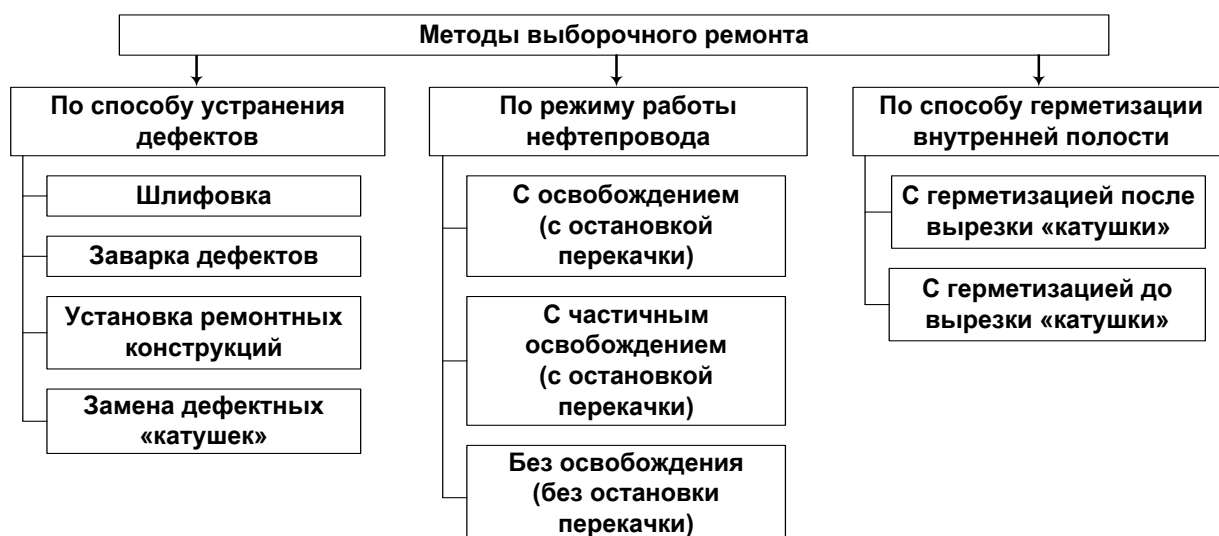 Методы выборочного ремонта
По способу устранения
дефектов
Шлифовка
Заварка дефектов
Установка ремонтных
конструкций
Замена дефектных
«катушек»
По режиму работы
нефтепровода
С освобождением
(с остановкой
перекачки)
С частичным
освобождением
(с остановкой
перекачки)
Без освобождения
(без остановки
перекачки)
По способу герметизации
внутренней полости
С герметизацией после
вырезки «катушки»
С герметизацией до
вырезки «катушки»